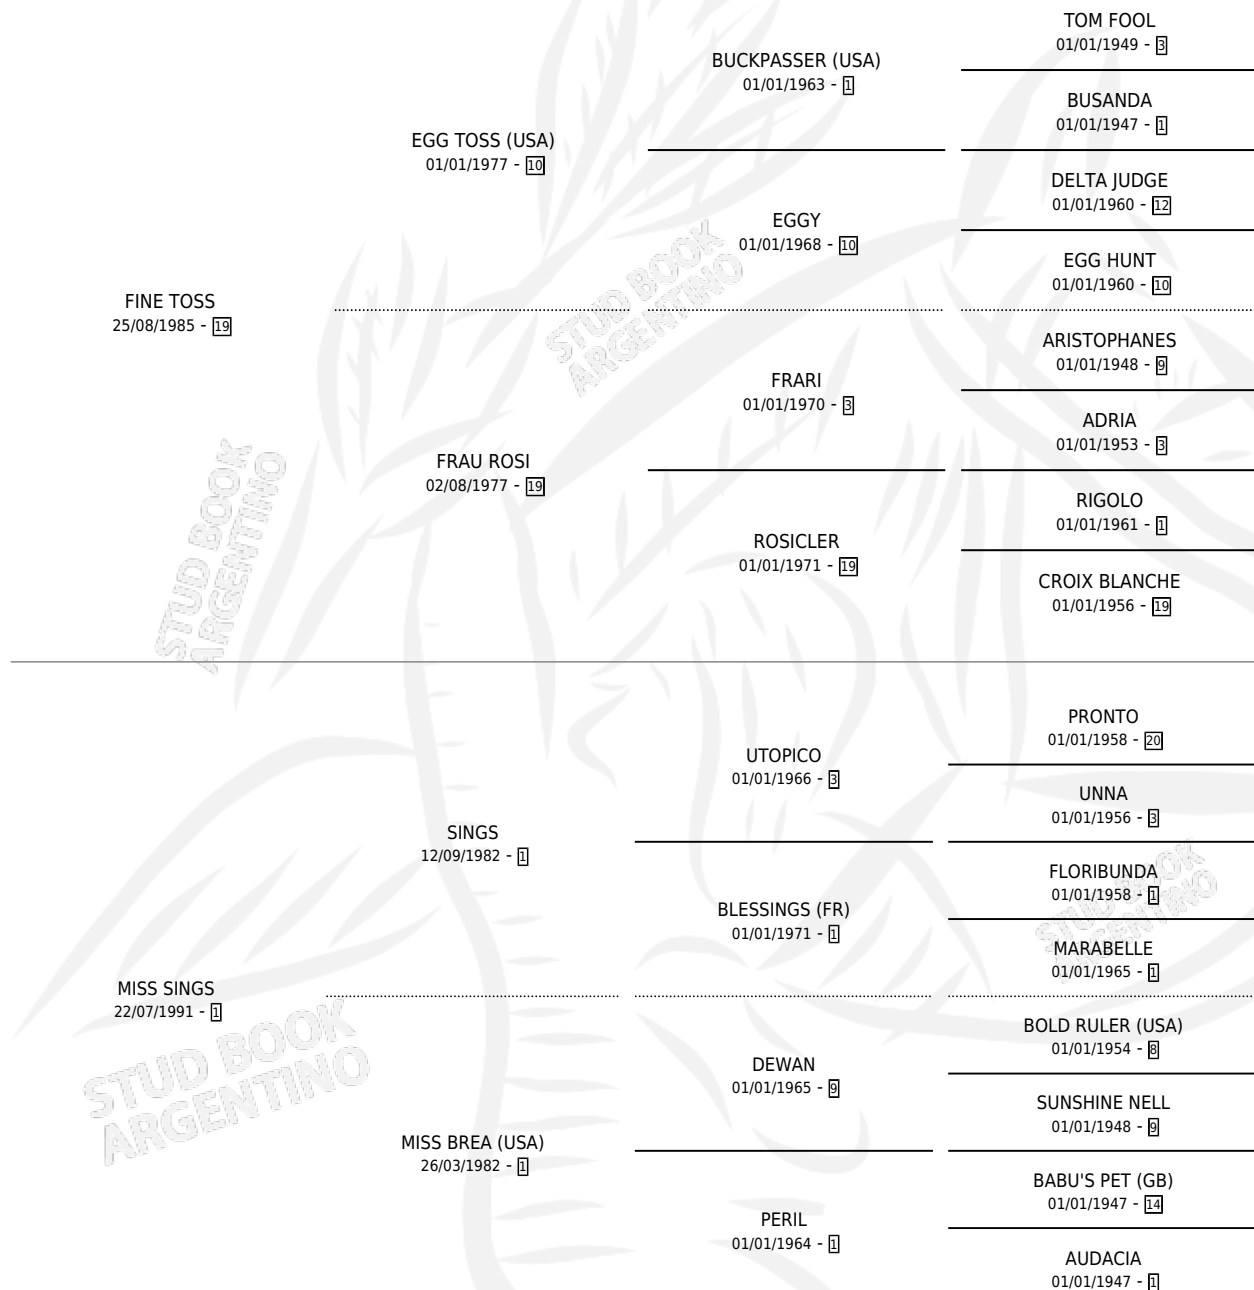 TOM FOOL
01/01/1949 - 3
BUCKPASSER (USA)
01/01/1963 - 1
BUSANDA
01/01/1947 - 1
EGG TOSS (USA)
01/01/1977 - 10
DELTA JUDGE
01/01/1960 - 12
EGGY
01/01/1968 - 10
EGG HUNT
01/01/1960 - 10
FINE TOSS
25/08/1985 - 19
ARISTOPHANES
01/01/1948 - 9
FRARI
01/01/1970 - 3
ADRIA
01/01/1953 - 3
FRAU ROSI
02/08/1977 - 19
RIGOLO
01/01/1961 - 1
ROSICLER
01/01/1971 - 19
CROIX BLANCHE
01/01/1956 - 19
PRONTO
01/01/1958 - 20
UTOPICO
01/01/1966 - 3
UNNA
01/01/1956 - 3
SINGS
12/09/1982 - 1
FLORIBUNDA
01/01/1958 - 1
BLESSINGS (FR)
01/01/1971 - 1
MARABELLE
01/01/1965 - 1
MISS SINGS
22/07/1991 - 1
BOLD RULER (USA)
01/01/1954 - 8
DEWAN
01/01/1965 - 9
SUNSHINE NELL
01/01/1948 - 9
MISS BREA (USA)
26/03/1982 - 1
BABU'S PET (GB)
01/01/1947 - 14
PERIL
01/01/1964 - 1
AUDACIA
01/01/1947 - 1
STUD BOOK
ARGENTINO
STUD BOOK
ARGENTINO
STUD BOOK
ARGENTINO
STUD BOOK
ARGENTINO